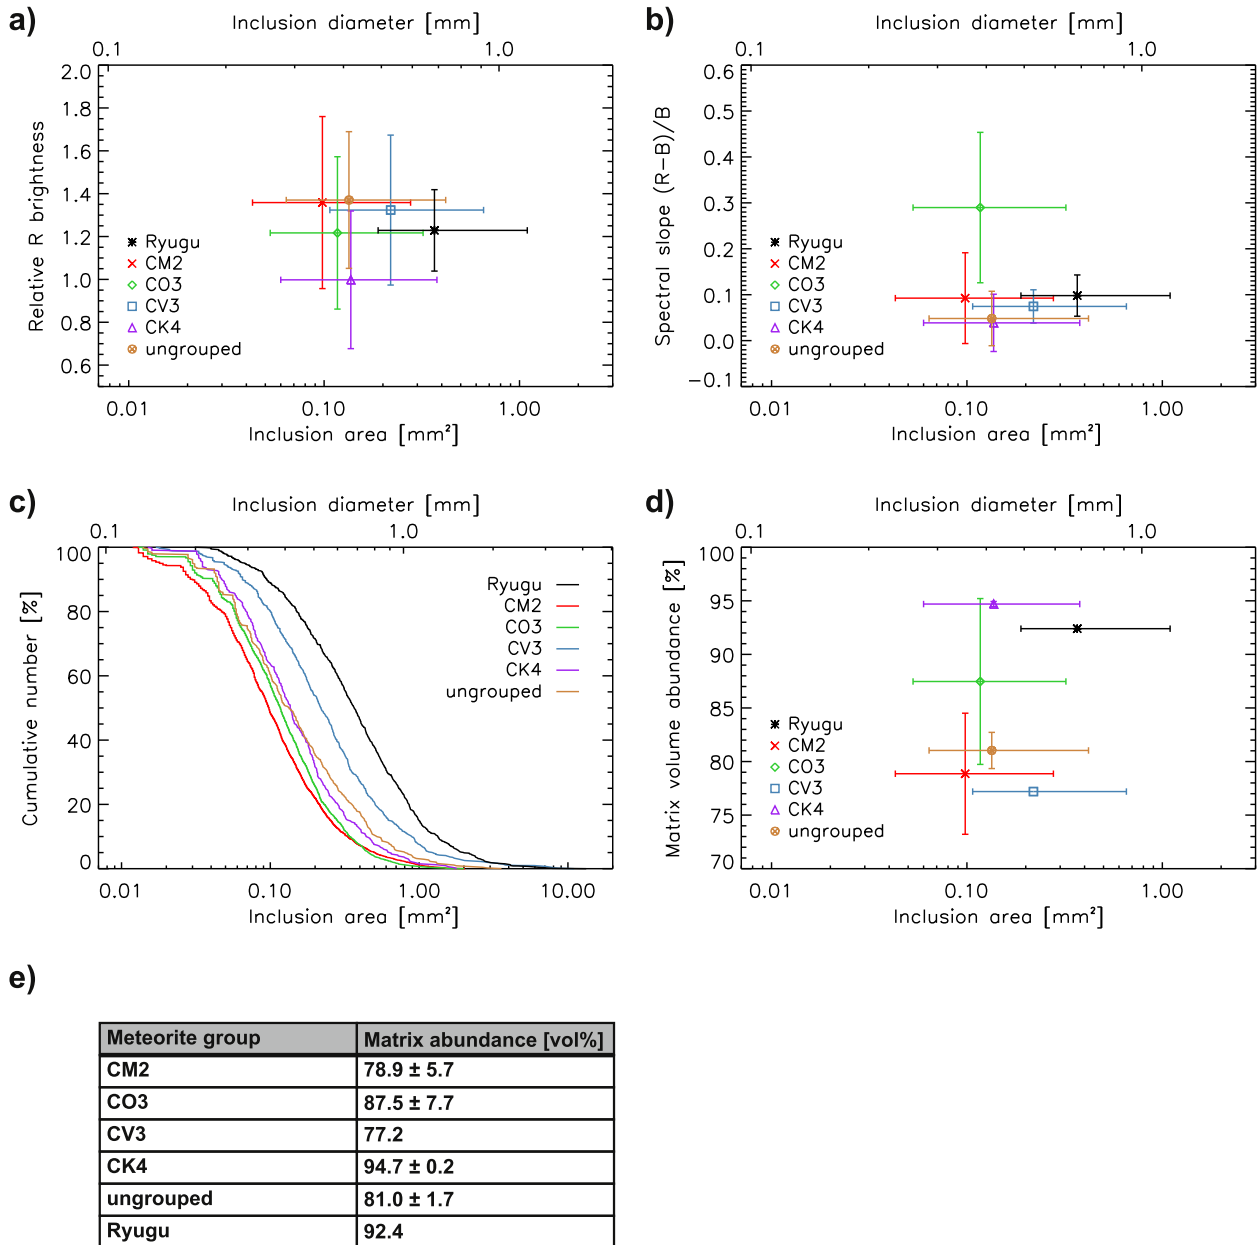 a)
Inclusion diameter [mm]
0.1 1.0
2.0
1.8
1.6
1.4
1.2
1.0
0.8
0.6
Relative R brightness
Ryugu
CM2
CO3
CV3
CK4
ungrouped
0.01 0.10 1.00
Inclusion area [mm²]
b)
Inclusion diameter [mm]
0.1 1.0
0.6
0.5
0.4
0.3
0.2
0.1
0.0
−0.1
Spectral slope (R−B)/B
Ryugu
CM2
CO3
CV3
CK4
ungrouped
0.01 0.10 1.00
Inclusion area [mm²]
c)
Inclusion diameter [mm]
0.1 1.0
100
80
60
40
20
0
Cumulative number [%]
Ryugu
CM2
CO3
CV3
CK4
ungrouped
0.01 0.10 1.00 10.00
Inclusion area [mm²]
d)
Inclusion diameter [mm]
0.1 1.0
100
95
90
85
80
75
70
Matrix volume abundance [%]
Ryugu
CM2
CO3
CV3
CK4
ungrouped
0.01 0.10 1.00
Inclusion area [mm²]
e)
Meteorite group Matrix abundance [vol%]
CM2 78.9 ± 5.7
CO3 87.5 ± 7.7
CV3 77.2
CK4 94.7 ± 0.2
ungrouped 81.0 ± 1.7
Ryugu 92.4